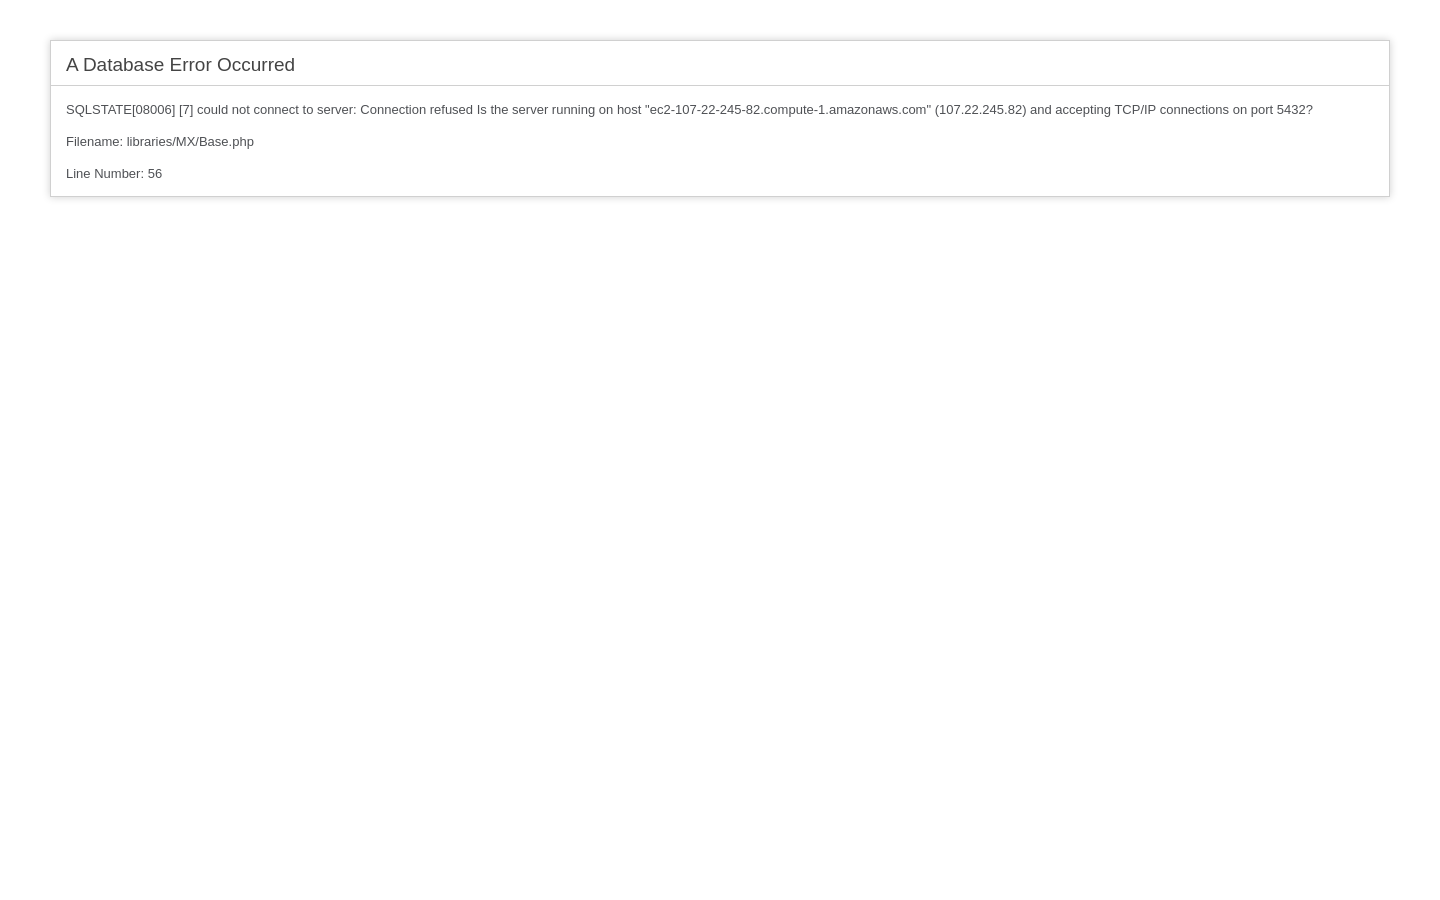 A Database Error Occurred
SQLSTATE[08006] [7] could not connect to server: Connection refused Is the server running on host "ec2-107-22-245-82.compute-1.amazonaws.com" (107.22.245.82) and accepting TCP/IP connections on port 5432?
Filename: libraries/MX/Base.php
Line Number: 56